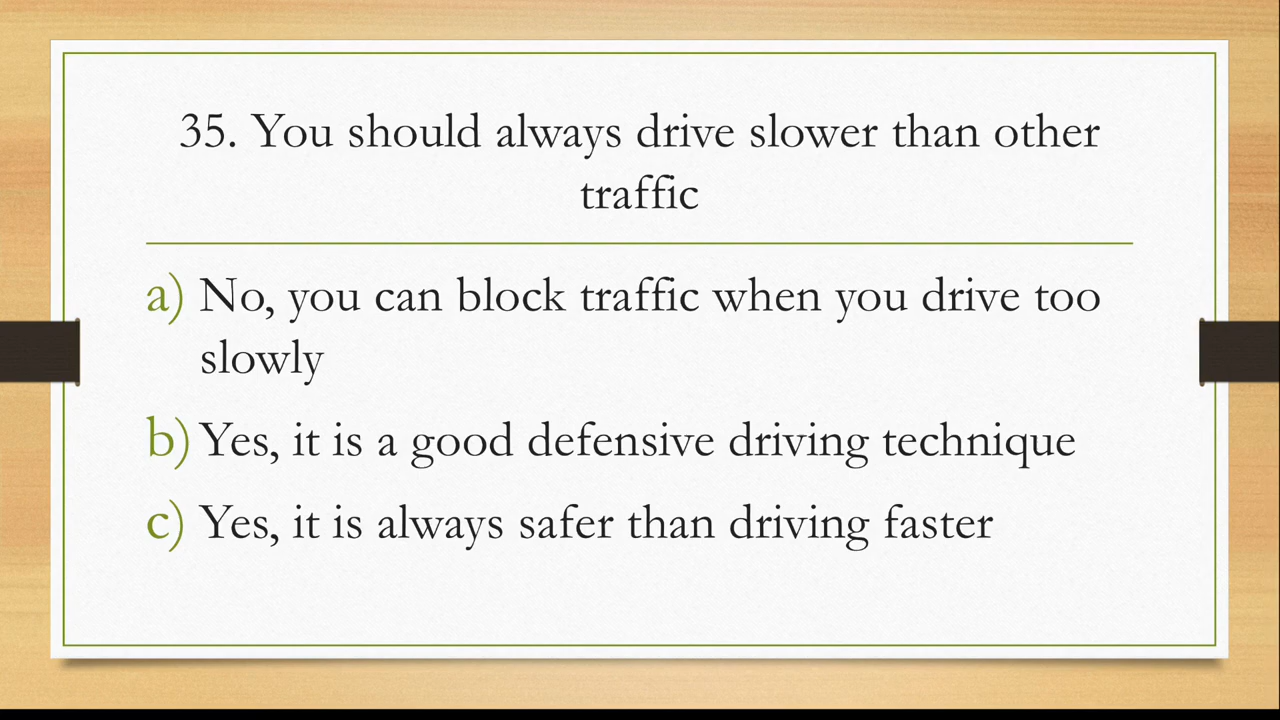 35. You should always drive slower than other
traffic
a) No, you can block traffic when you drive too
slowly
b) Yes, it is a good defensive driving technique
c) Yes, it is always safer than driving faster